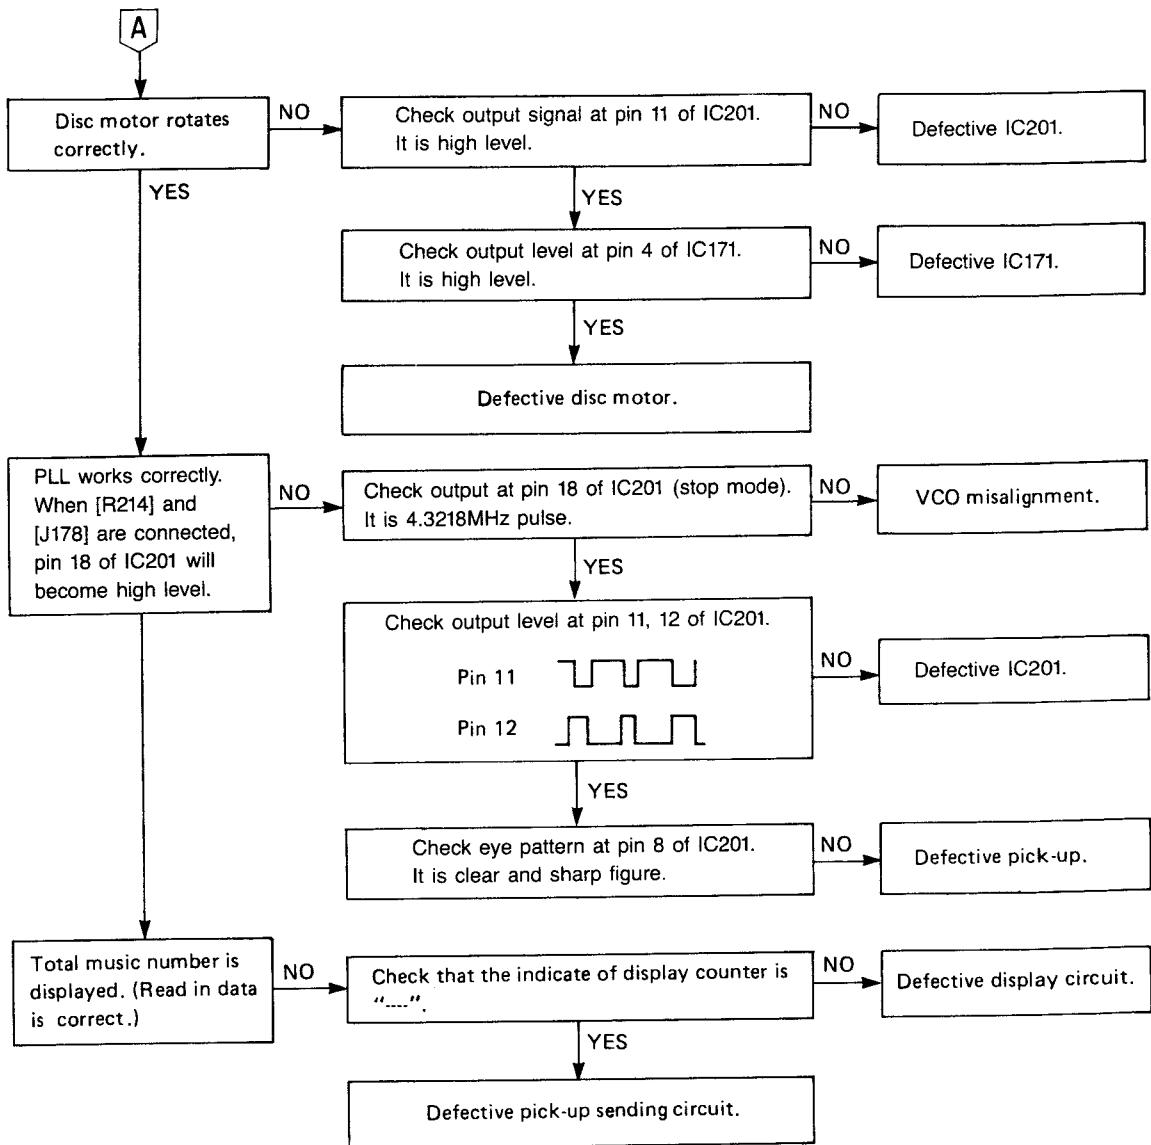 A
Disc motor rotates
correctly.
NO
Check output signal at pin 11 of IC201.
It is high level.
NO
Defective IC201.
YES
YES
Check output level at pin 4 of IC171.
It is high level.
NO
Defective IC171.
YES
Defective disc motor.
PLL works correctly.
When [R214] and
[J178] are connected,
pin 18 of IC201 will
become high level.
NO
Check output at pin 18 of IC201 (stop mode).
It is 4.3218MHz pulse.
NO
VCO misalignment.
YES
Check output level at pin 11, 12 of IC201.
Pin 11
Pin 12
NO
Defective IC201.
YES
Check eye pattern at pin 8 of IC201.
It is clear and sharp figure.
NO
Defective pick-up.
Total music number is
displayed. (Read in data
is correct.)
NO
Check that the indicate of display counter is
"----".
NO
Defective display circuit.
YES
Defective pick-up sending circuit.